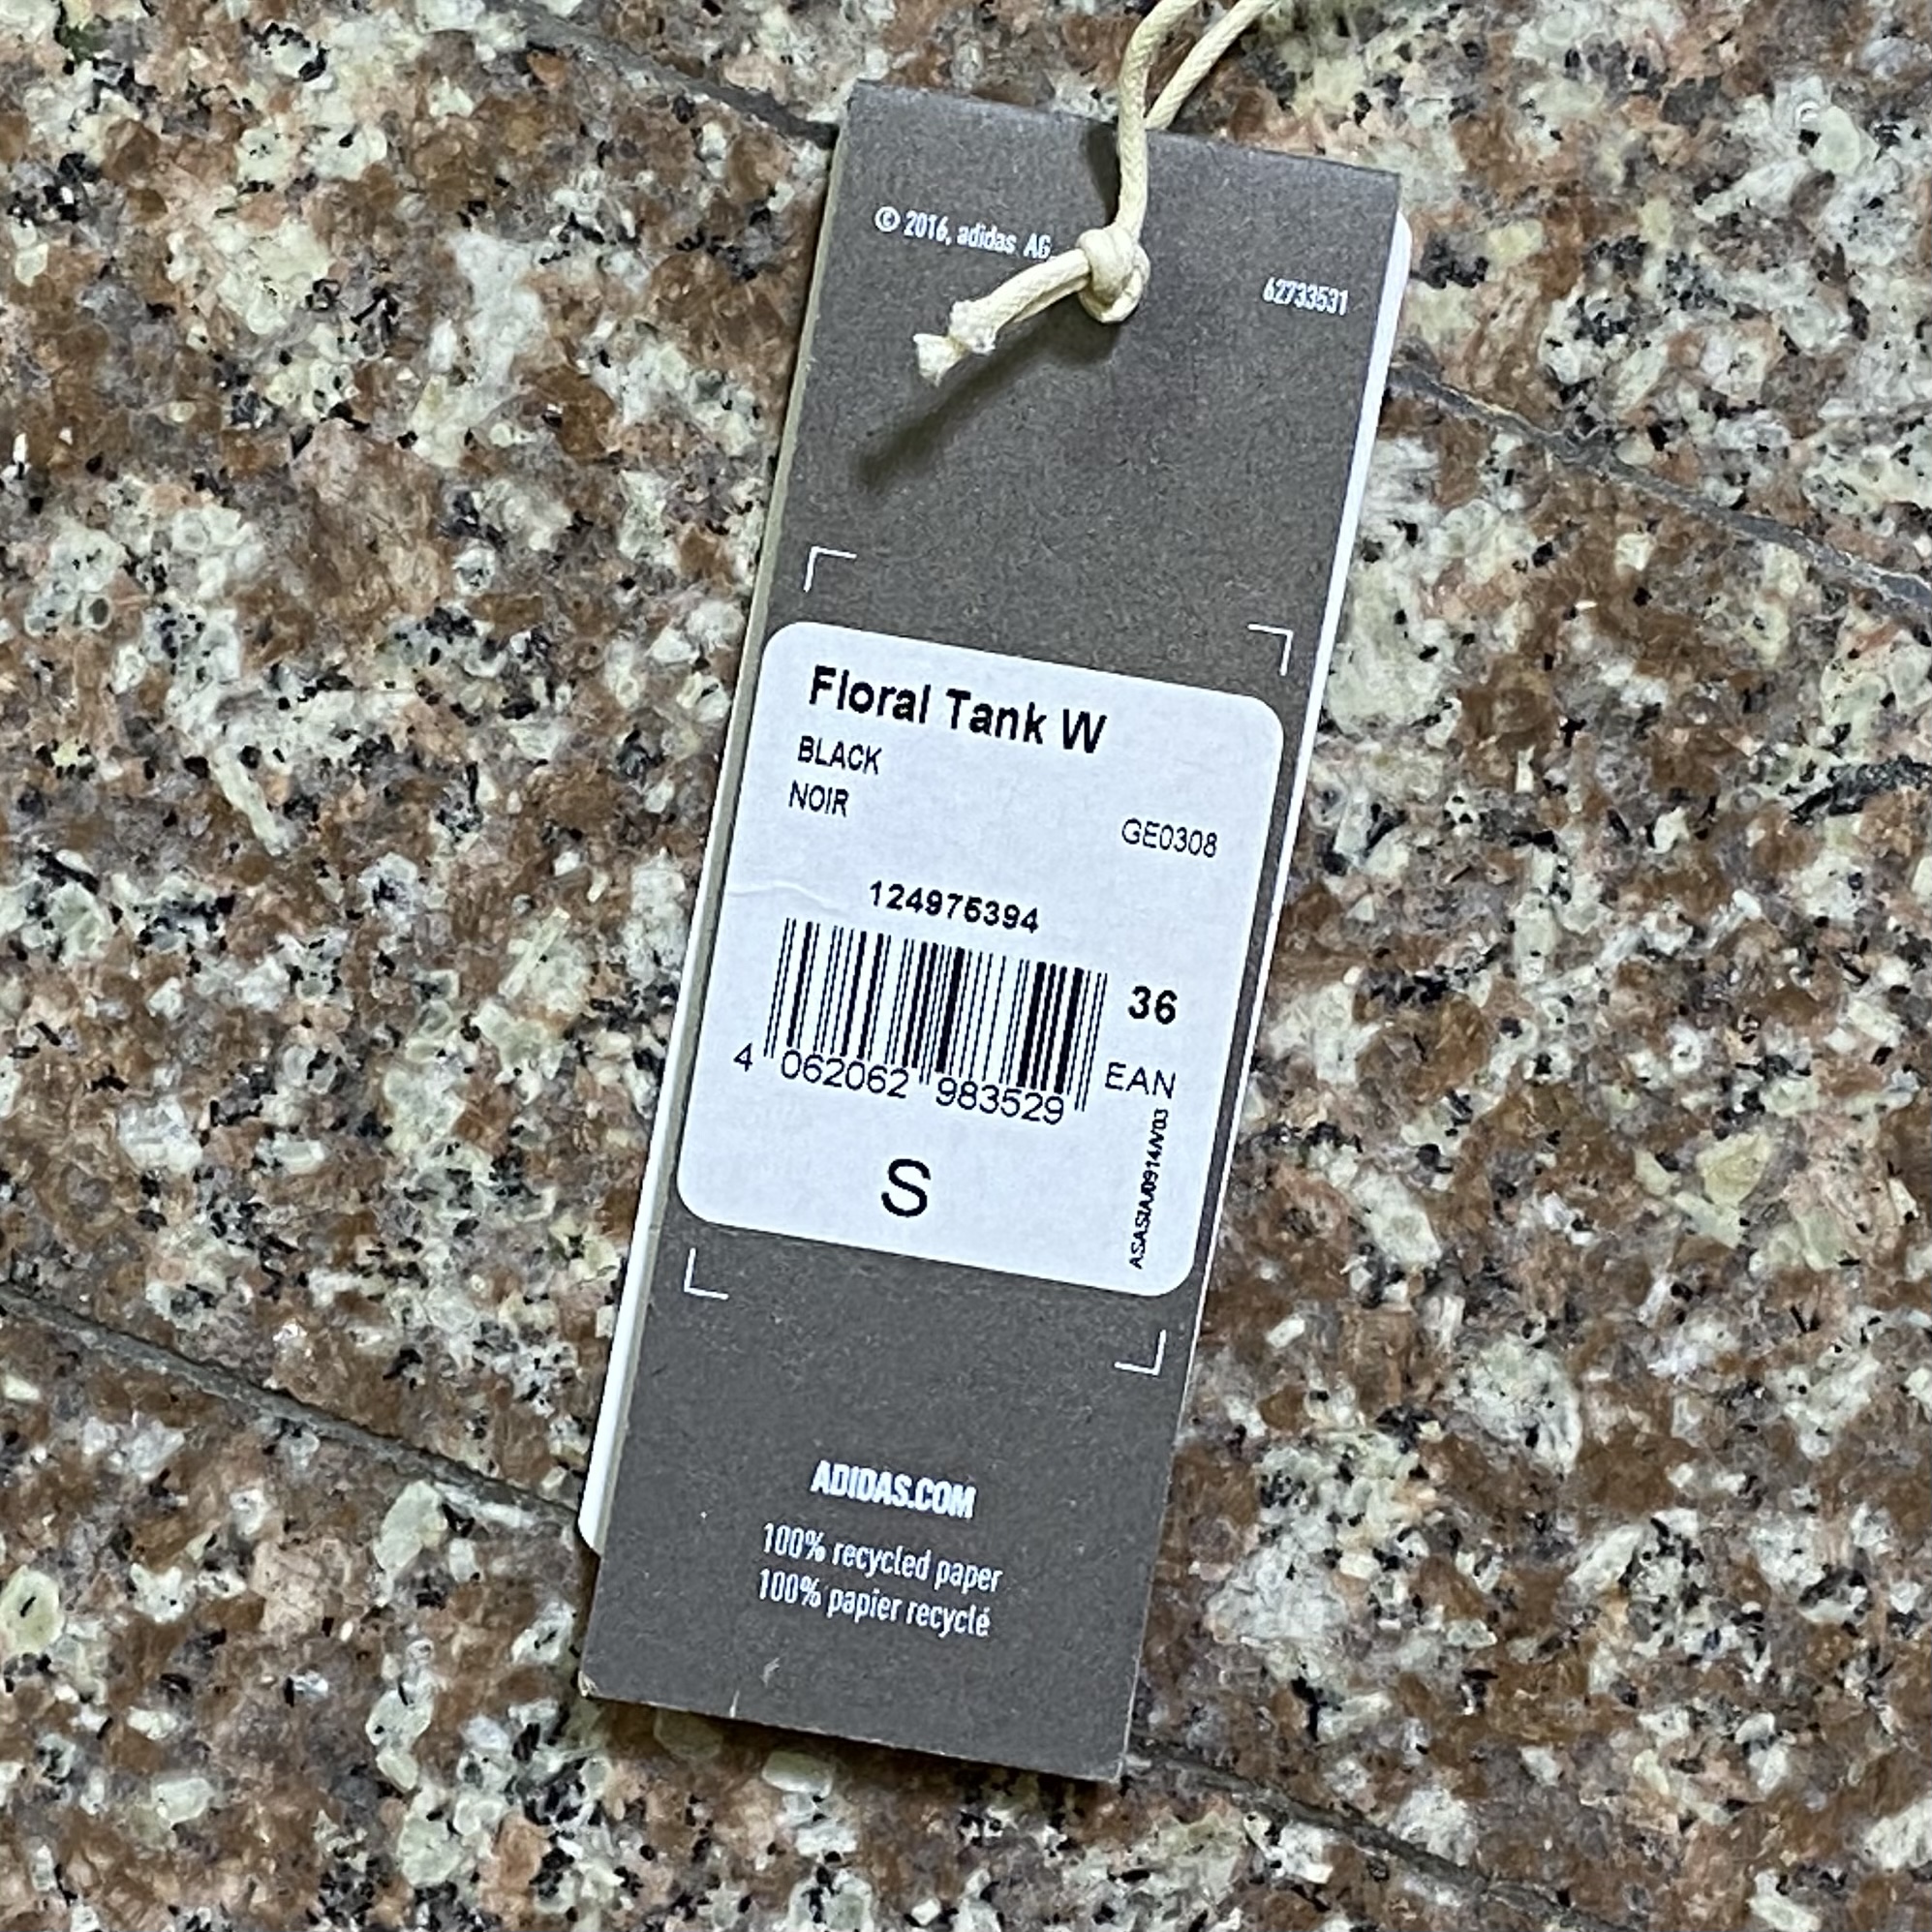 © 2016, adidas AG
62733531
Floral Tank W
BLACK
NOIR
GE0308
124975394
36
4 062062 983529
EAN
S
ADIDAS.COM
100% recycled paper
100% papier recyclé